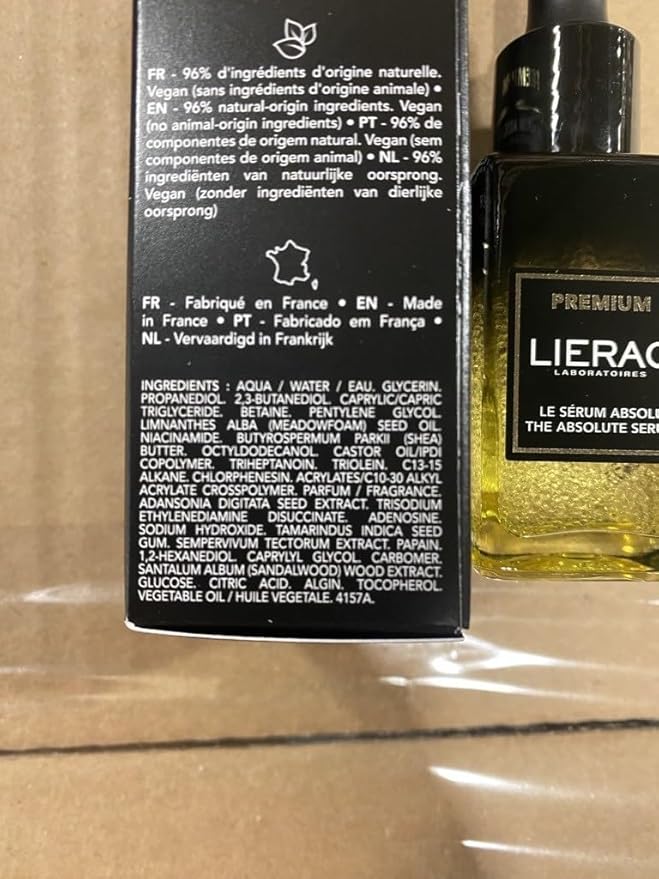 FR - 96% d'ingrédients d'origine naturelle.
Vegan (sans ingrédients d'origine animale) •
EN - 96% natural-origin ingredients. Vegan
(no animal-origin ingredients) • PT - 96% de
componentes de origem natural. Vegan (sem
componentes de origem animal) • NL - 96%
ingrediënten van natuurlijke oorsprong.
Vegan (zonder ingrediënten van dierlijke
oorsprong)
FR - Fabriqué en France • EN - Made
in France • PT - Fabricado em França •
NL - Vervaardigd in Frankrijk
INGREDIENTS : AQUA / WATER / EAU. GLYCERIN.
PROPANEDIOL. 2,3-BUTANEDIOL. CAPRYLIC/CAPRIC
TRIGLYCERIDE. BETAINE. PENTYLENE GLYCOL.
LIMNANTHES ALBA (MEADOWFOAM) SEED OIL.
NIACINAMIDE. BUTYROSPERMUM PARKII (SHEA)
BUTTER. OCTYLDODECANOL. CASTOR OIL/IPDI
COPOLYMER. TRIHEPTANOIN. TRIOLEIN. C13-15
ALKANE. CHLORPHENESIN. ACRYLATES/C10-30 ALKYL
ACRYLATE CROSSPOLYMER. PARFUM / FRAGRANCE.
ADANSONIA DIGITATA SEED EXTRACT. TRISODIUM
ETHYLENEDIAMINE DISUCCINATE. ADENOSINE.
SODIUM HYDROXIDE. TAMARINDUS INDICA SEED
GUM. SEMPERVIVUM TECTORUM EXTRACT. PAPAIN.
1,2-HEXANEDIOL. CAPRYLYL GLYCOL. CARBOMER.
SANTALUM ALBUM (SANDALWOOD) WOOD EXTRACT.
GLUCOSE. CITRIC ACID. ALGIN. TOCOPHEROL.
VEGETABLE OIL / HUILE VEGETALE. 4157A.
PREMIUM
LIERAC
LABORATOIRES
LE SÉRUM ABSOLU
THE ABSOLUTE SERU